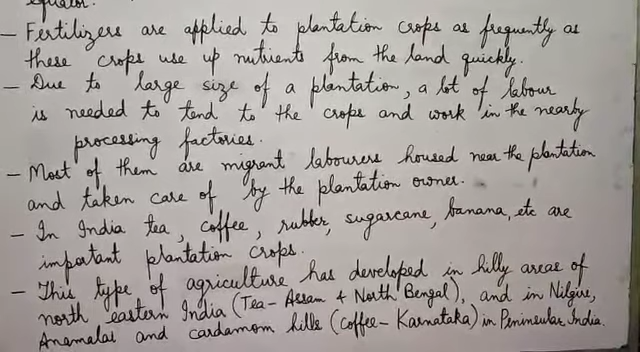 equator.
– Fertilizers are applied to plantation crops as frequently as
these crops use up nutrients from the land quickly.
– Due to large size of a plantation, a lot of labour
is needed to tend to the crops and work in the nearby
processing factories.
– Most of them are migrant labourers housed near the plantation
and taken care of by the plantation owner.
– In India tea, coffee, rubber, sugarcane, banana, etc are
important plantation crops.
– This type of agriculture has developed in hilly areas of
north eastern India (Tea – Assam & North Bengal), and in Nilgiri,
Anamalai and cardamom hills (coffee – Karnataka) in Peninsular India.